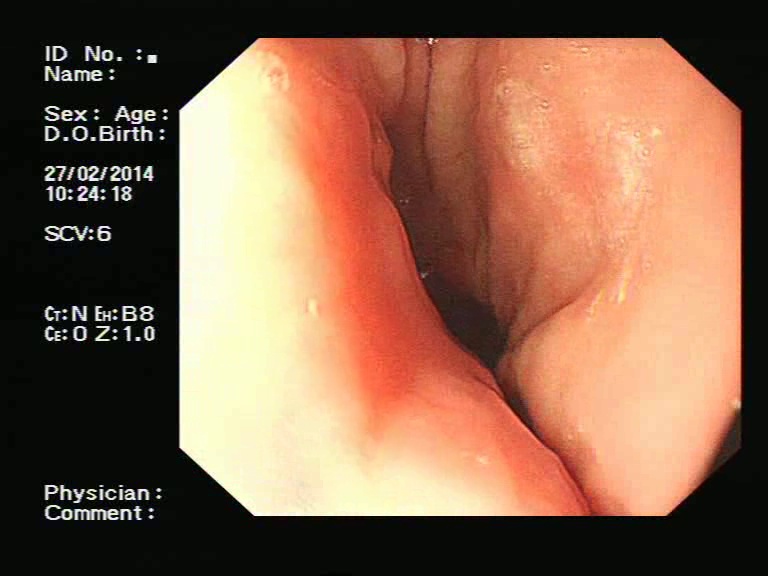 ID No. :
Name:
Sex: Age:
D.O.Birth:
27/02/2014
10:24:18
SCV:6
CT:N EH:B8
CE:0 Z:1.0
Physician:
Comment: